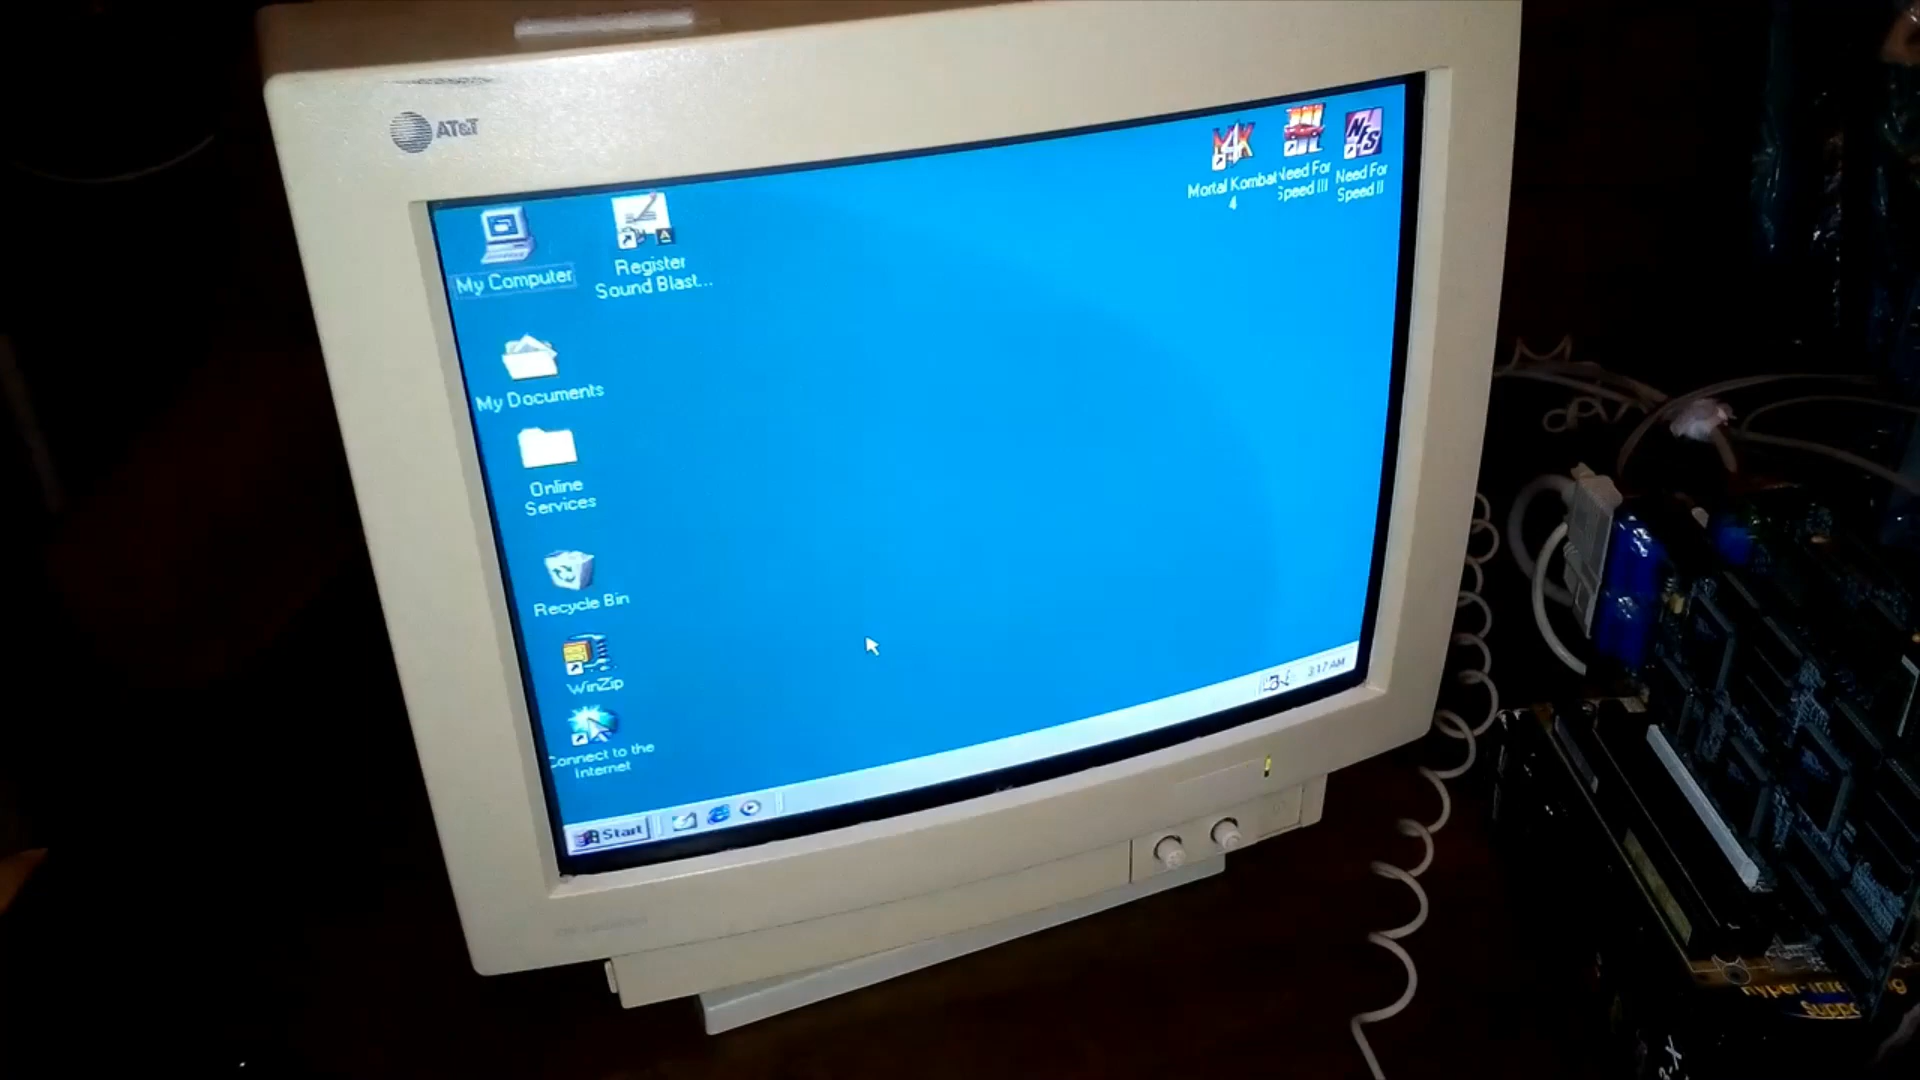 AT&T
My Computer
Register
Sound Blast...
Mortal Kombat
4
Need For
Speed III
Need For
Speed II
NFS
My Documents
Online
Services
Recycle Bin
WinZip
Connect to the
Internet
Start
3:17 AM